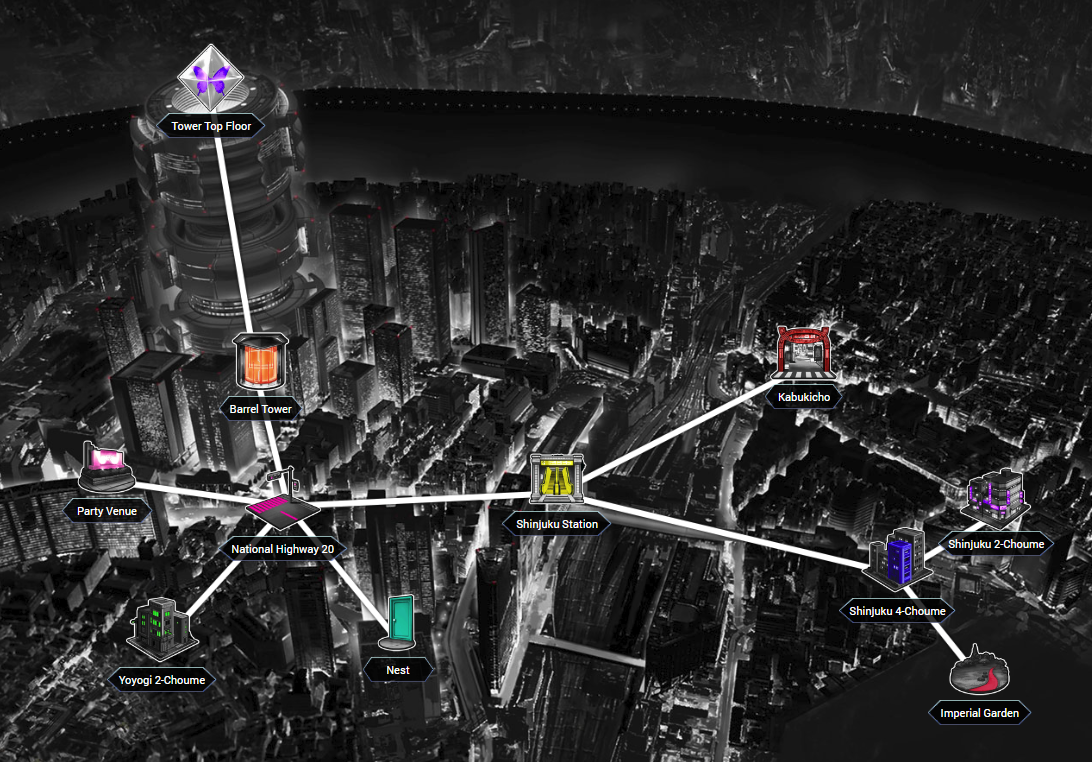 Tower Top Floor
Barrel Tower
Kabukicho
Party Venue
Shinjuku Station
National Highway 20
Shinjuku 2-Choume
Shinjuku 4-Choume
Nest
Yoyogi 2-Choume
Imperial Garden